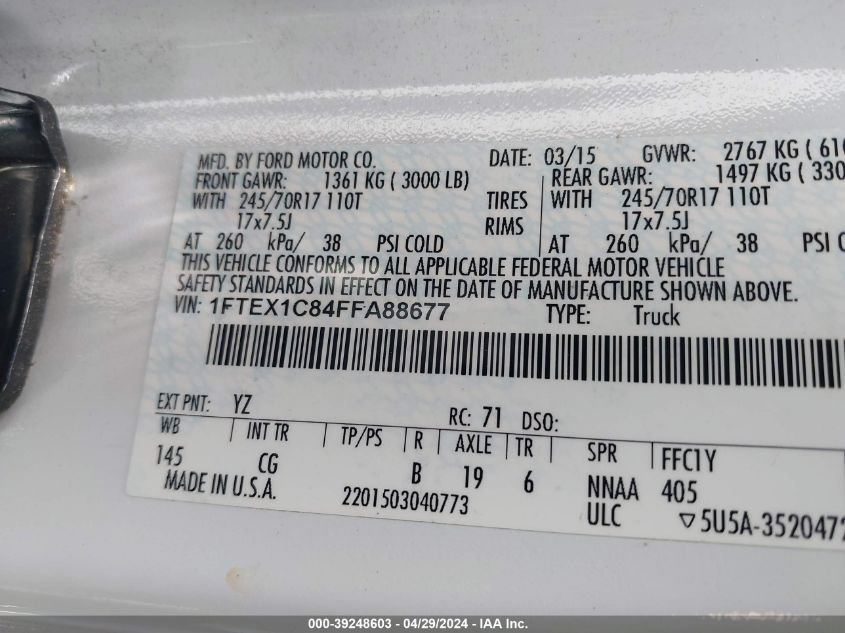 MFD. BY FORD MOTOR CO. DATE: 03/15 GVWR: 2767 KG ( 610
FRONT GAWR: 1361 KG ( 3000 LB) REAR GAWR: 1497 KG ( 330
WITH 245/70R17 110T TIRES WITH 245/70R17 110T
17x7.5J RIMS 17x7.5J
AT 260 kPa/ 38 PSI COLD AT 260 kPa/ 38 PSI C
THIS VEHICLE CONFORMS TO ALL APPLICABLE FEDERAL MOTOR VEHICLE
SAFETY STANDARDS IN EFFECT ON THE DATE OF MANUFACTURE SHOWN ABOVE.
VIN: 1FTEX1C84FFA88677 TYPE: Truck
EXT PNT: YZ RC: 71 DSO:
WB INT TR TP/PS R AXLE TR SPR FFC1Y
145 CG B 19 6 NNAA 405
MADE IN U.S.A. 2201503040773 ULC ▽5U5A-3520472
000-39248603 / 04/29/2024 - IAA Inc.